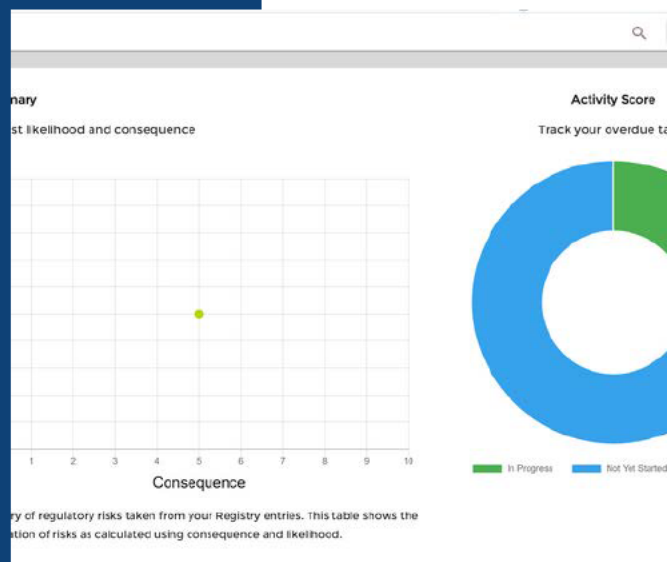 mary
st likelihood and consequence
1 2 3 4 5 6 7 8 9 10
Consequence
ry of regulatory risks taken from your Registry entries. This table shows the
ation of risks as calculated using consequence and likelihood.
Activity Score
Track your overdue ta
In Progress Not Yet Started